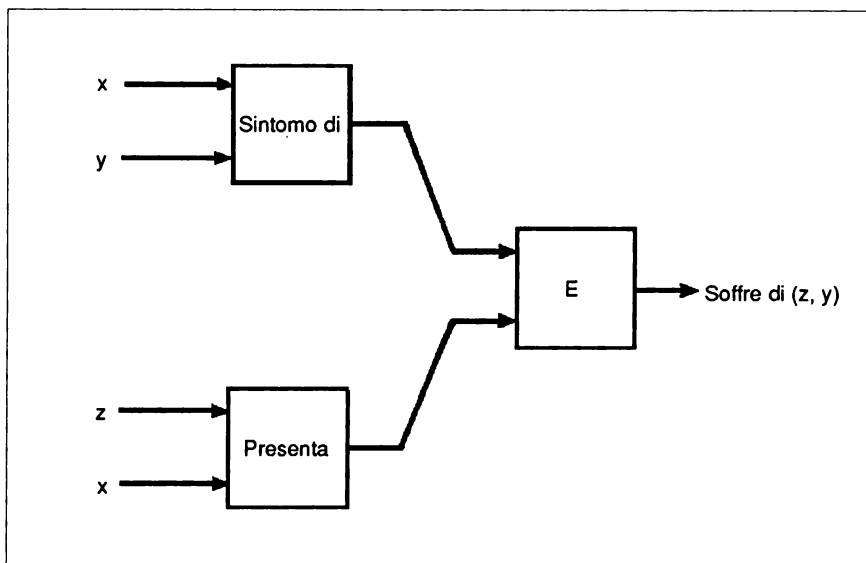 x
Sintomo di
y
E
Soffre di (z, y)
z
Presenta
x